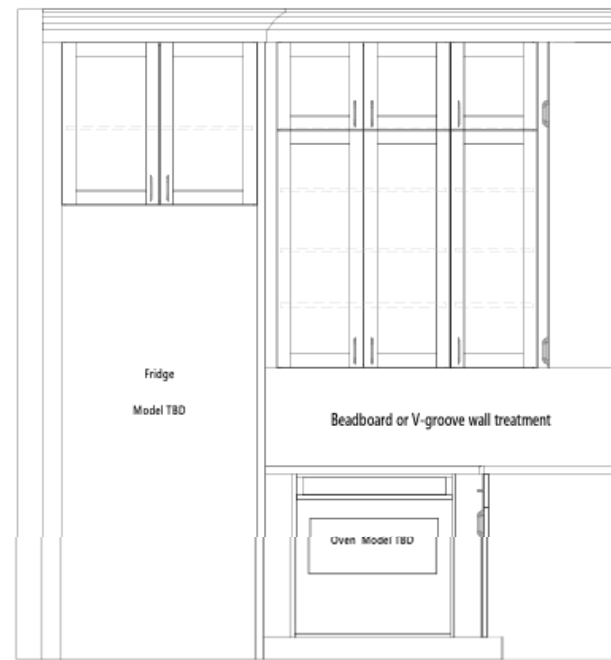 Fridge
Model TBD
Beadboard or V-groove wall treatment
Oven Model TBD